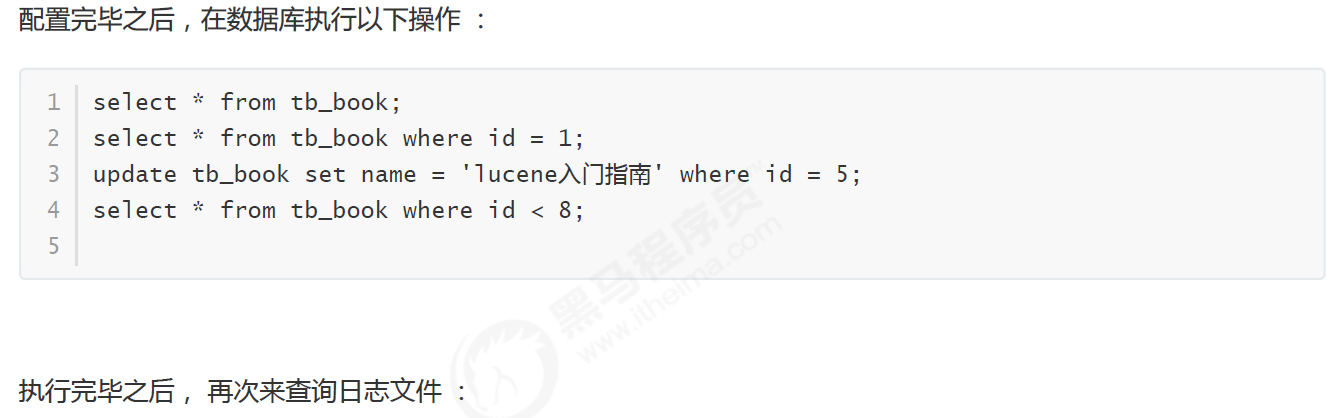 配置完毕之后，在数据库执行以下操作 ：
1 select * from tb_book;
2 select * from tb_book where id = 1;
3 update tb_book set name = 'lucene入门指南' where id = 5;
4 select * from tb_book where id < 8;
5
黑马程序员
www.itheima.com
执行完毕之后， 再次来查询日志文件 ：